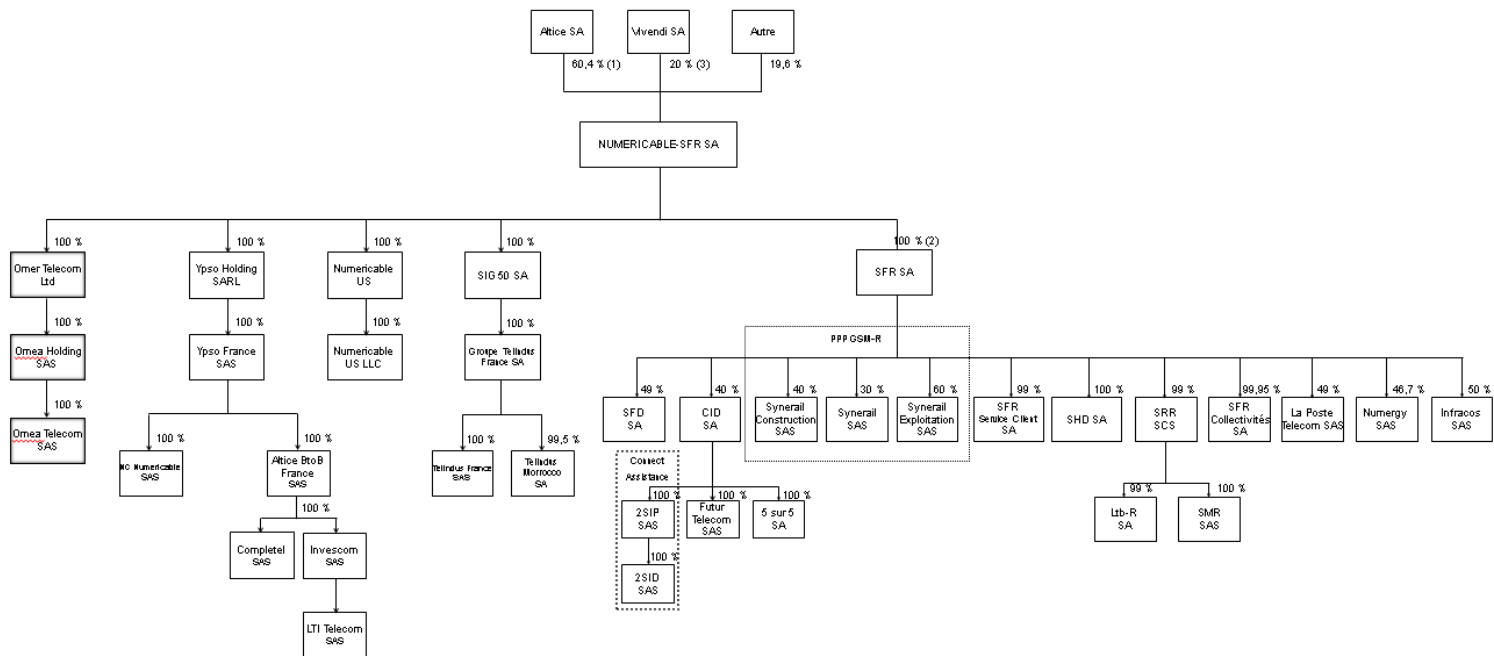 Altice SA
Vivendi SA
Autre
60,4 % (1)
20 % (3)
19,6 %
NUMERICABLE-SFR SA
100 %
100 %
100 %
100 %
100 % (2)
Omer Telecom
Ltd
Ypso Holding
SARL
Numericable
US
SIG 50 SA
SFR SA
100 %
100 %
100 %
100 %
Omea Holding
SAS
Ypso France
SAS
Numericable
US LLC
Groupe Telindus
France SA
PPP GSM-R
100 %
49 %
40 %
40 %
30 %
60 %
99 %
100 %
99 %
99,95 %
49 %
46,7 %
50 %
Omea Telecom
SAS
SFD
SA
CID
SA
Synerail
Construction
SAS
Synerail
SAS
Synerail
Exploitation
SAS
SFR
Service Client
SA
SHD SA
SRR
SCS
SFR
Collectivités
SA
La Poste
Telecom SAS
Numergy
SAS
Infracos
SAS
100 %
100 %
100 %
99,5 %
NC Numericable
SAS
Altice BtoB
France
SAS
Telindus France
SAS
Telindus
Morrocco
SA
Connect
Assistance
100 %
100 %
100 %
99 %
100 %
2SIP
SAS
Futur
Telecom
SAS
5 sur 5
SA
Ltb-R
SA
SMR
SAS
100 %
Completel
SAS
Invescom
SAS
100 %
2SID
SAS
LTI Telecom
SAS